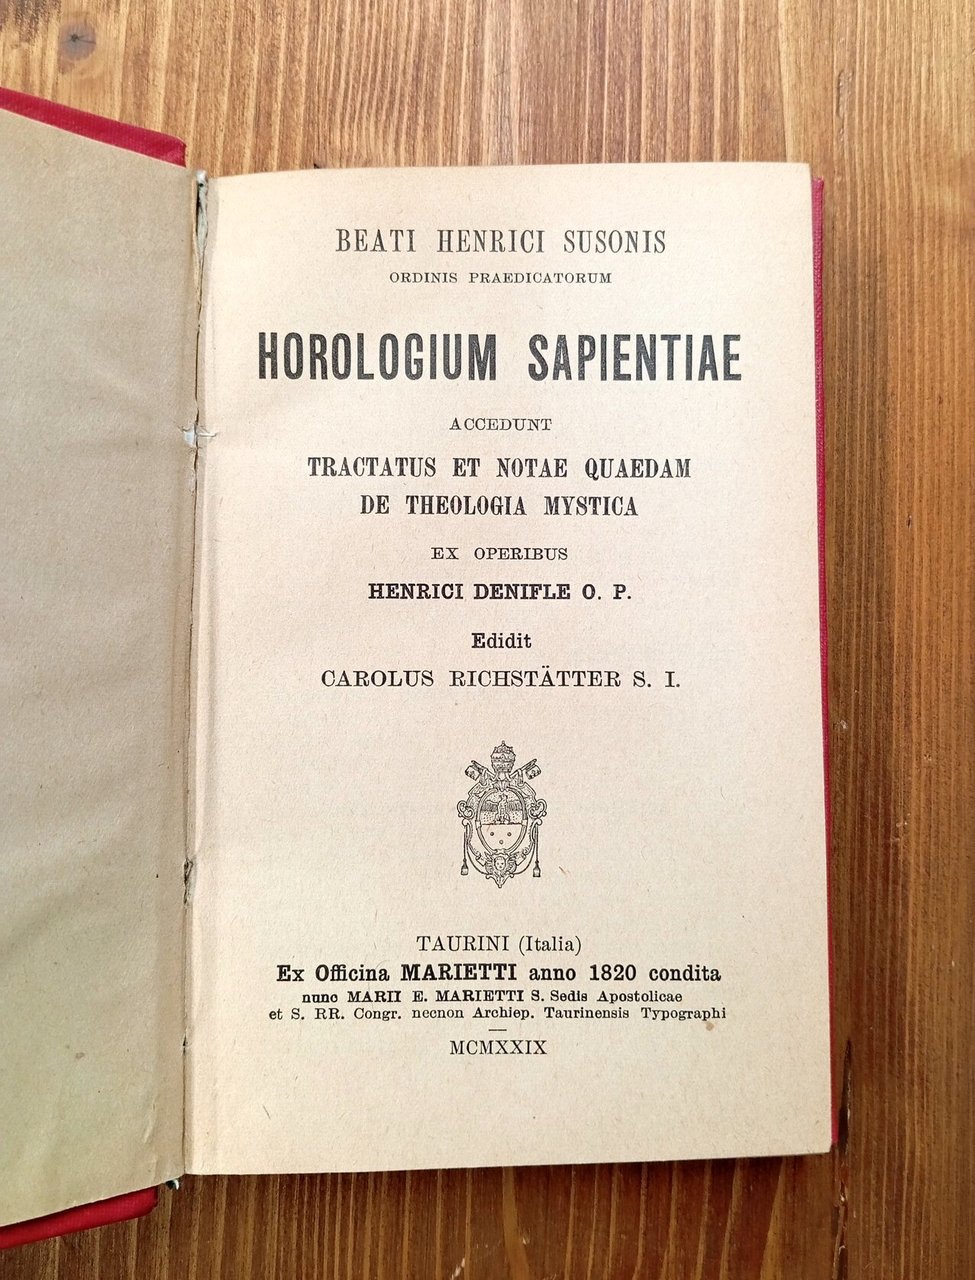 BEATI HENRICI SUSONIS
ORDINIS PRAEDICATORUM
HOROLOGIUM SAPIENTIAE
ACCEDUNT
TRACTATUS ET NOTAE QUAEDAM
DE THEOLOGIA MYSTICA
EX OPERIBUS
HENRICI DENIFLE O. P.
Edidit
CAROLUS RICHSTÄTTER S. I.
TAURINI (Italia)
Ex Officina MARIETTI anno 1820 condita
nunc MARII E. MARIETTI S. Sedis Apostolicae
et S. RR. Congr. necnon Archiep. Taurinensis Typographi
MCMXXIX